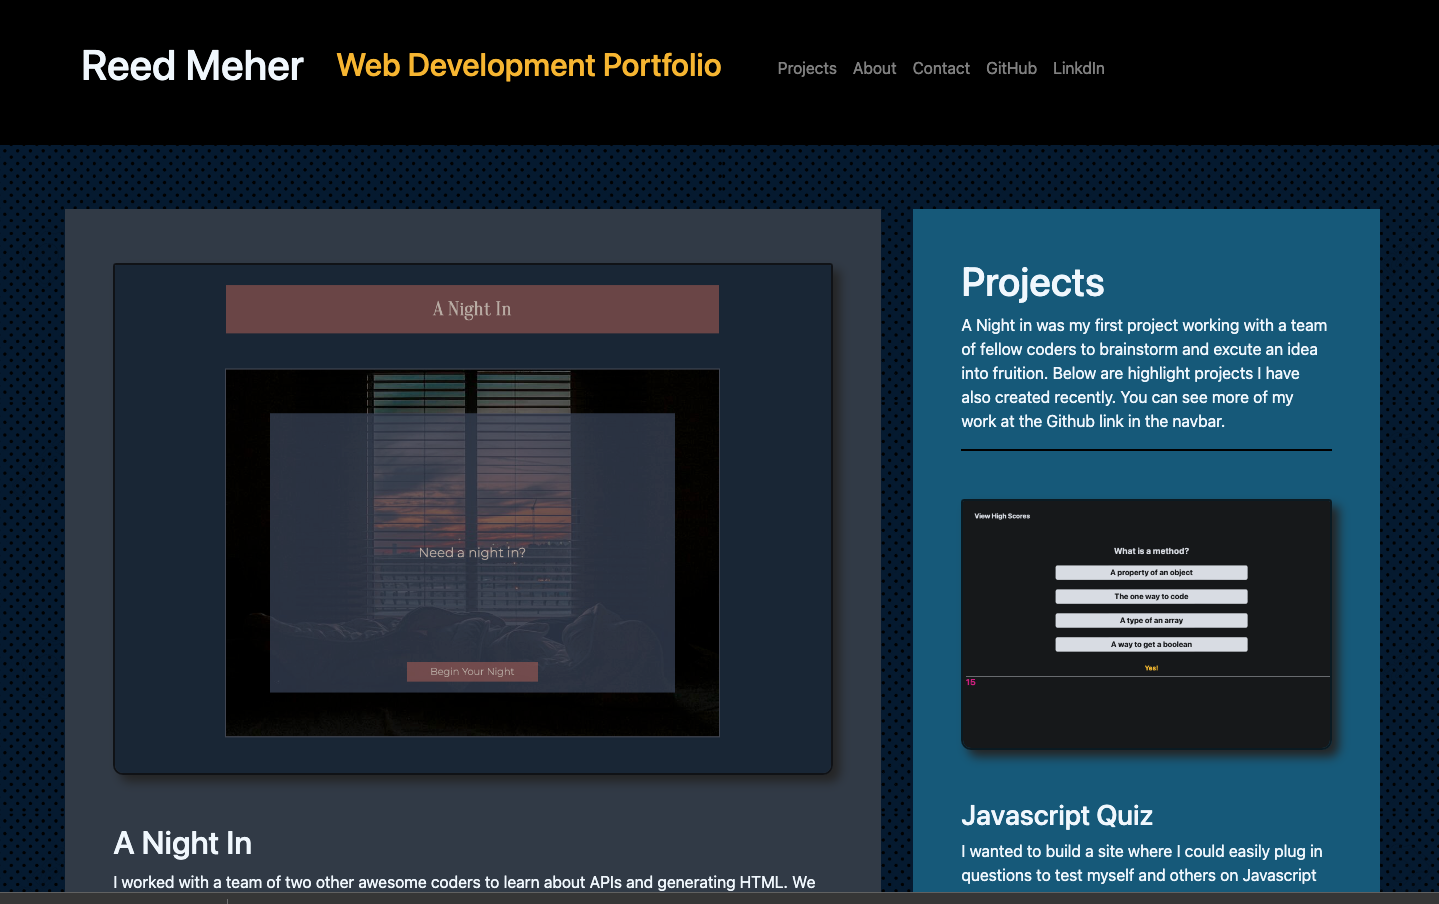 Reed Meher
Web Development Portfolio
Projects About Contact GitHub LinkdIn
A Night In
Need a night in?
Begin Your Night
A Night In
I worked with a team of two other awesome coders to learn about APIs and generating HTML. We
Projects
A Night in was my first project working with a team
of fellow coders to brainstorm and excute an idea
into fruition. Below are highlight projects I have
also created recently. You can see more of my
work at the Github link in the navbar.
View High Scores
What is a method?
A property of an object
The one way to code
A type of an array
A way to get a boolean
Yes!
15
Javascript Quiz
I wanted to build a site where I could easily plug in
questions to test myself and others on Javascript